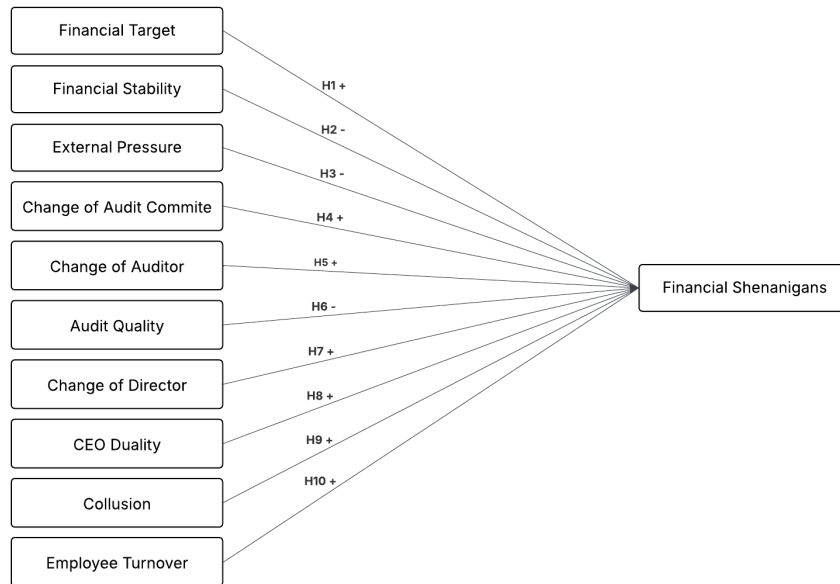 Financial Target
H1 +
Financial Stability
H2 -
External Pressure
H3 -
Change of Audit Commite
H4 +
Change of Auditor
H5 +
Financial Shenanigans
Audit Quality
H6 -
Change of Director
H7 +
CEO Duality
H8 +
Collusion
H9 +
Employee Turnover
H10 +